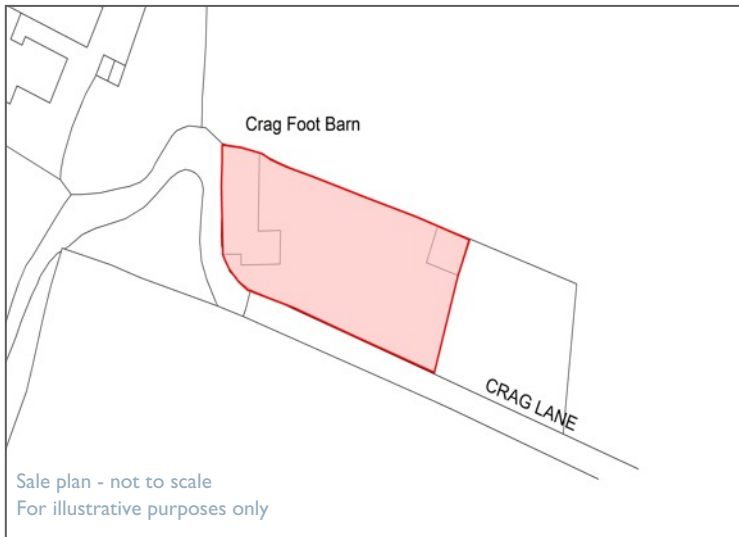 Crag Foot Barn
CRAG LANE
Sale plan - not to scale
For illustrative purposes only